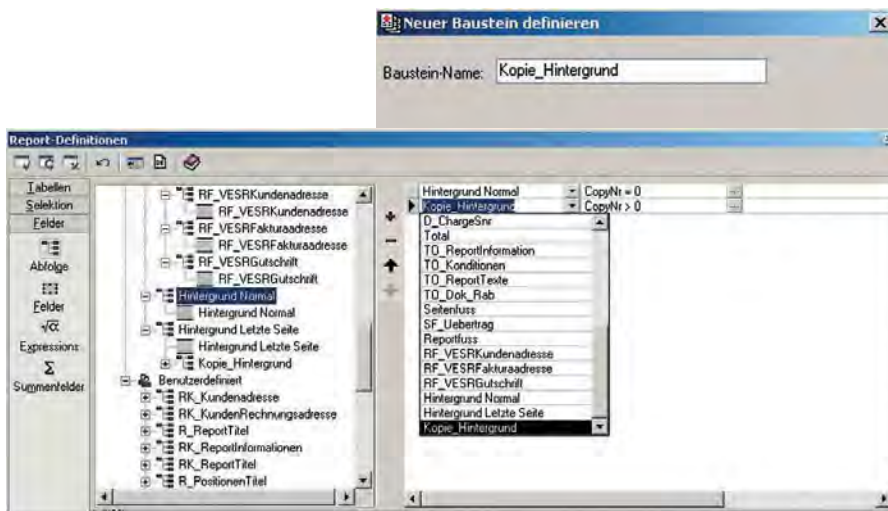 Neuer Baustein definieren
Baustein-Name: Kopie_Hintergrund
Report-Definitionen
Tabellen
Selektion
Felder
Abfolge
Felder
Expressions
Summenfelder
RF_VESRKundenadresse
RF_VESRKundenadresse
RF_VESRFakturaadresse
RF_VESRFakturaadresse
RF_VESRGutschrift
RF_VESRGutschrift
Hintergrund Normal
Hintergrund Normal
Hintergrund Letzte Seite
Hintergrund Letzte Seite
Kopie_Hintergrund
Benutzerdefiniert
RK_Kundenadresse
RK_KundenRechnungsadresse
R_ReportTitel
RK_ReportInformationen
RK_ReportTitel
R_PositionenTitel
Hintergrund Normal CopyNr = 0
Kopie_Hintergrund CopyNr > 0
D_ChargeSnr
Total
TO_ReportInformation
TO_Konditionen
TO_ReportTexte
TO_Dok_Rab
Seitenfuss
SF_Uebertrag
Reportfuss
RF_VESRKundenadresse
RF_VESRFakturaadresse
RF_VESRGutschrift
Hintergrund Normal
Hintergrund Letzte Seite
Kopie_Hintergrund